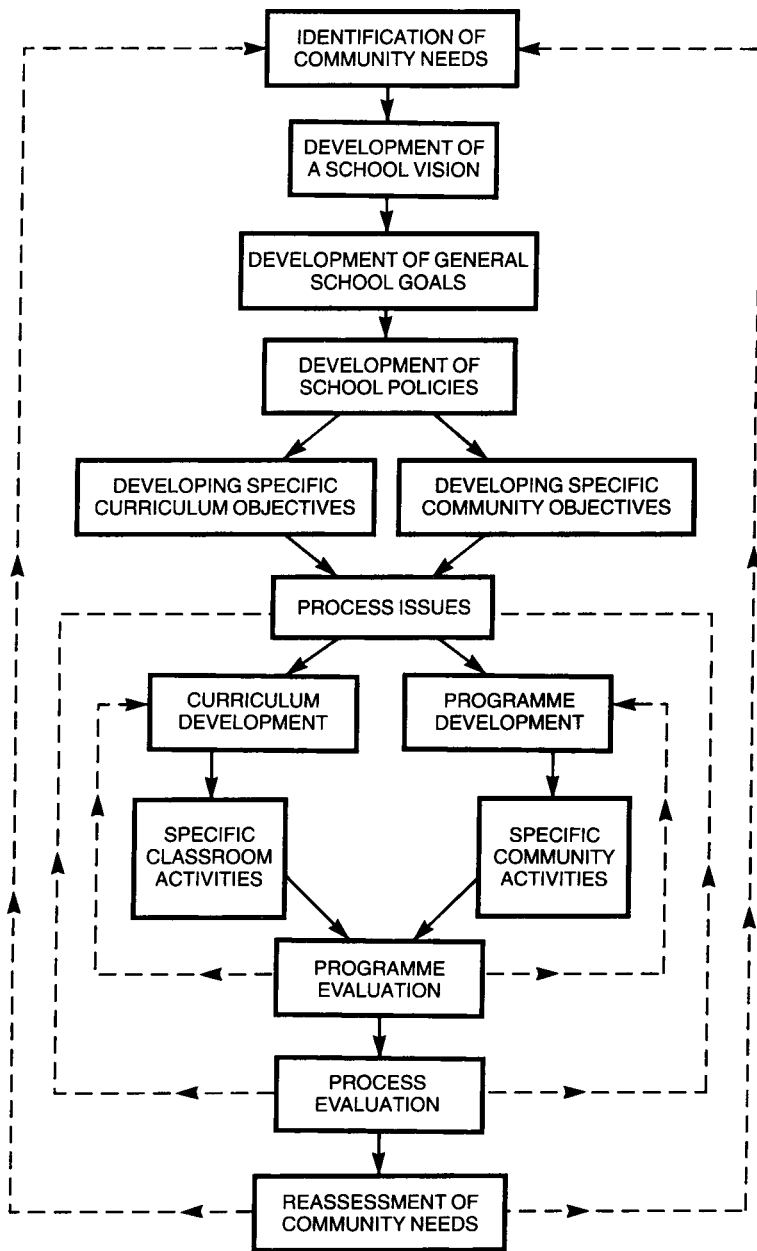 IDENTIFICATION OF
COMMUNITY NEEDS
DEVELOPMENT OF
A SCHOOL VISION
DEVELOPMENT OF GENERAL
SCHOOL GOALS
DEVELOPMENT OF
SCHOOL POLICIES
DEVELOPING SPECIFIC
CURRICULUM OBJECTIVES
DEVELOPING SPECIFIC
COMMUNITY OBJECTIVES
PROCESS ISSUES
CURRICULUM
DEVELOPMENT
PROGRAMME
DEVELOPMENT
SPECIFIC
CLASSROOM
ACTIVITIES
SPECIFIC
COMMUNITY
ACTIVITIES
PROGRAMME
EVALUATION
PROCESS
EVALUATION
REASSESSMENT OF
COMMUNITY NEEDS